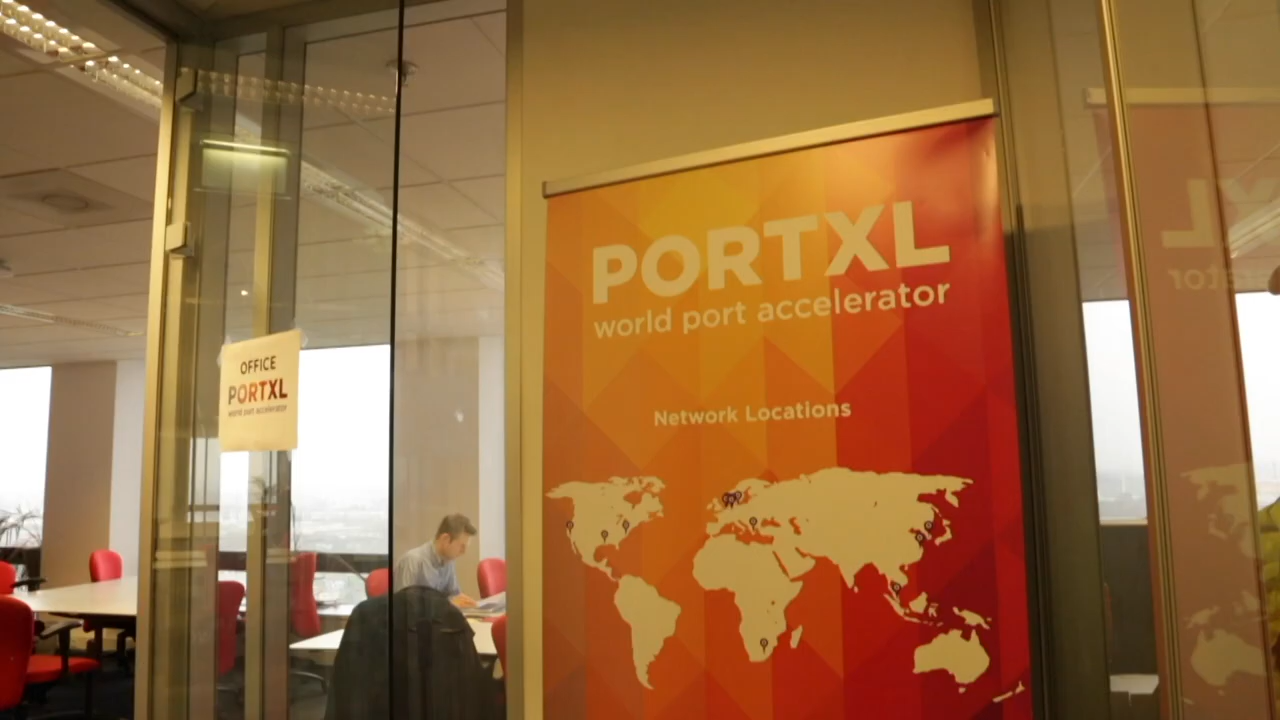 OFFICE
PORTXL
world port accelerator
PORTXL
world port accelerator
Network Locations